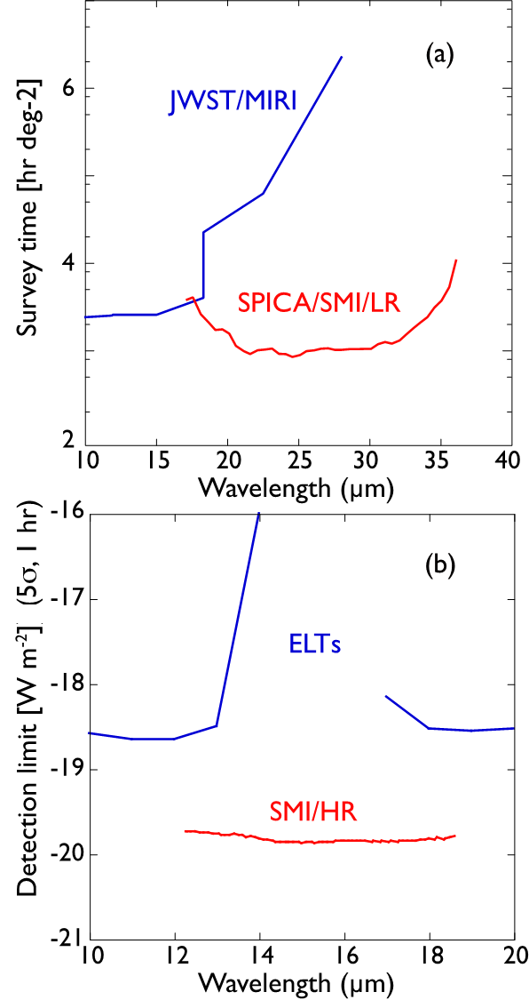 (a)
6
JWST/MIRI
Survey time [hr deg-2]
4
SPICA/SMI/LR
2
10 15 20 25 30 35 40
Wavelength (µm)
-16
(b)
-17
ELTs
Detection limit [W m-2] (5σ, 1 hr)
-18
-19
SMI/HR
-20
-21
10 12 14 16 18 20
Wavelength (µm)